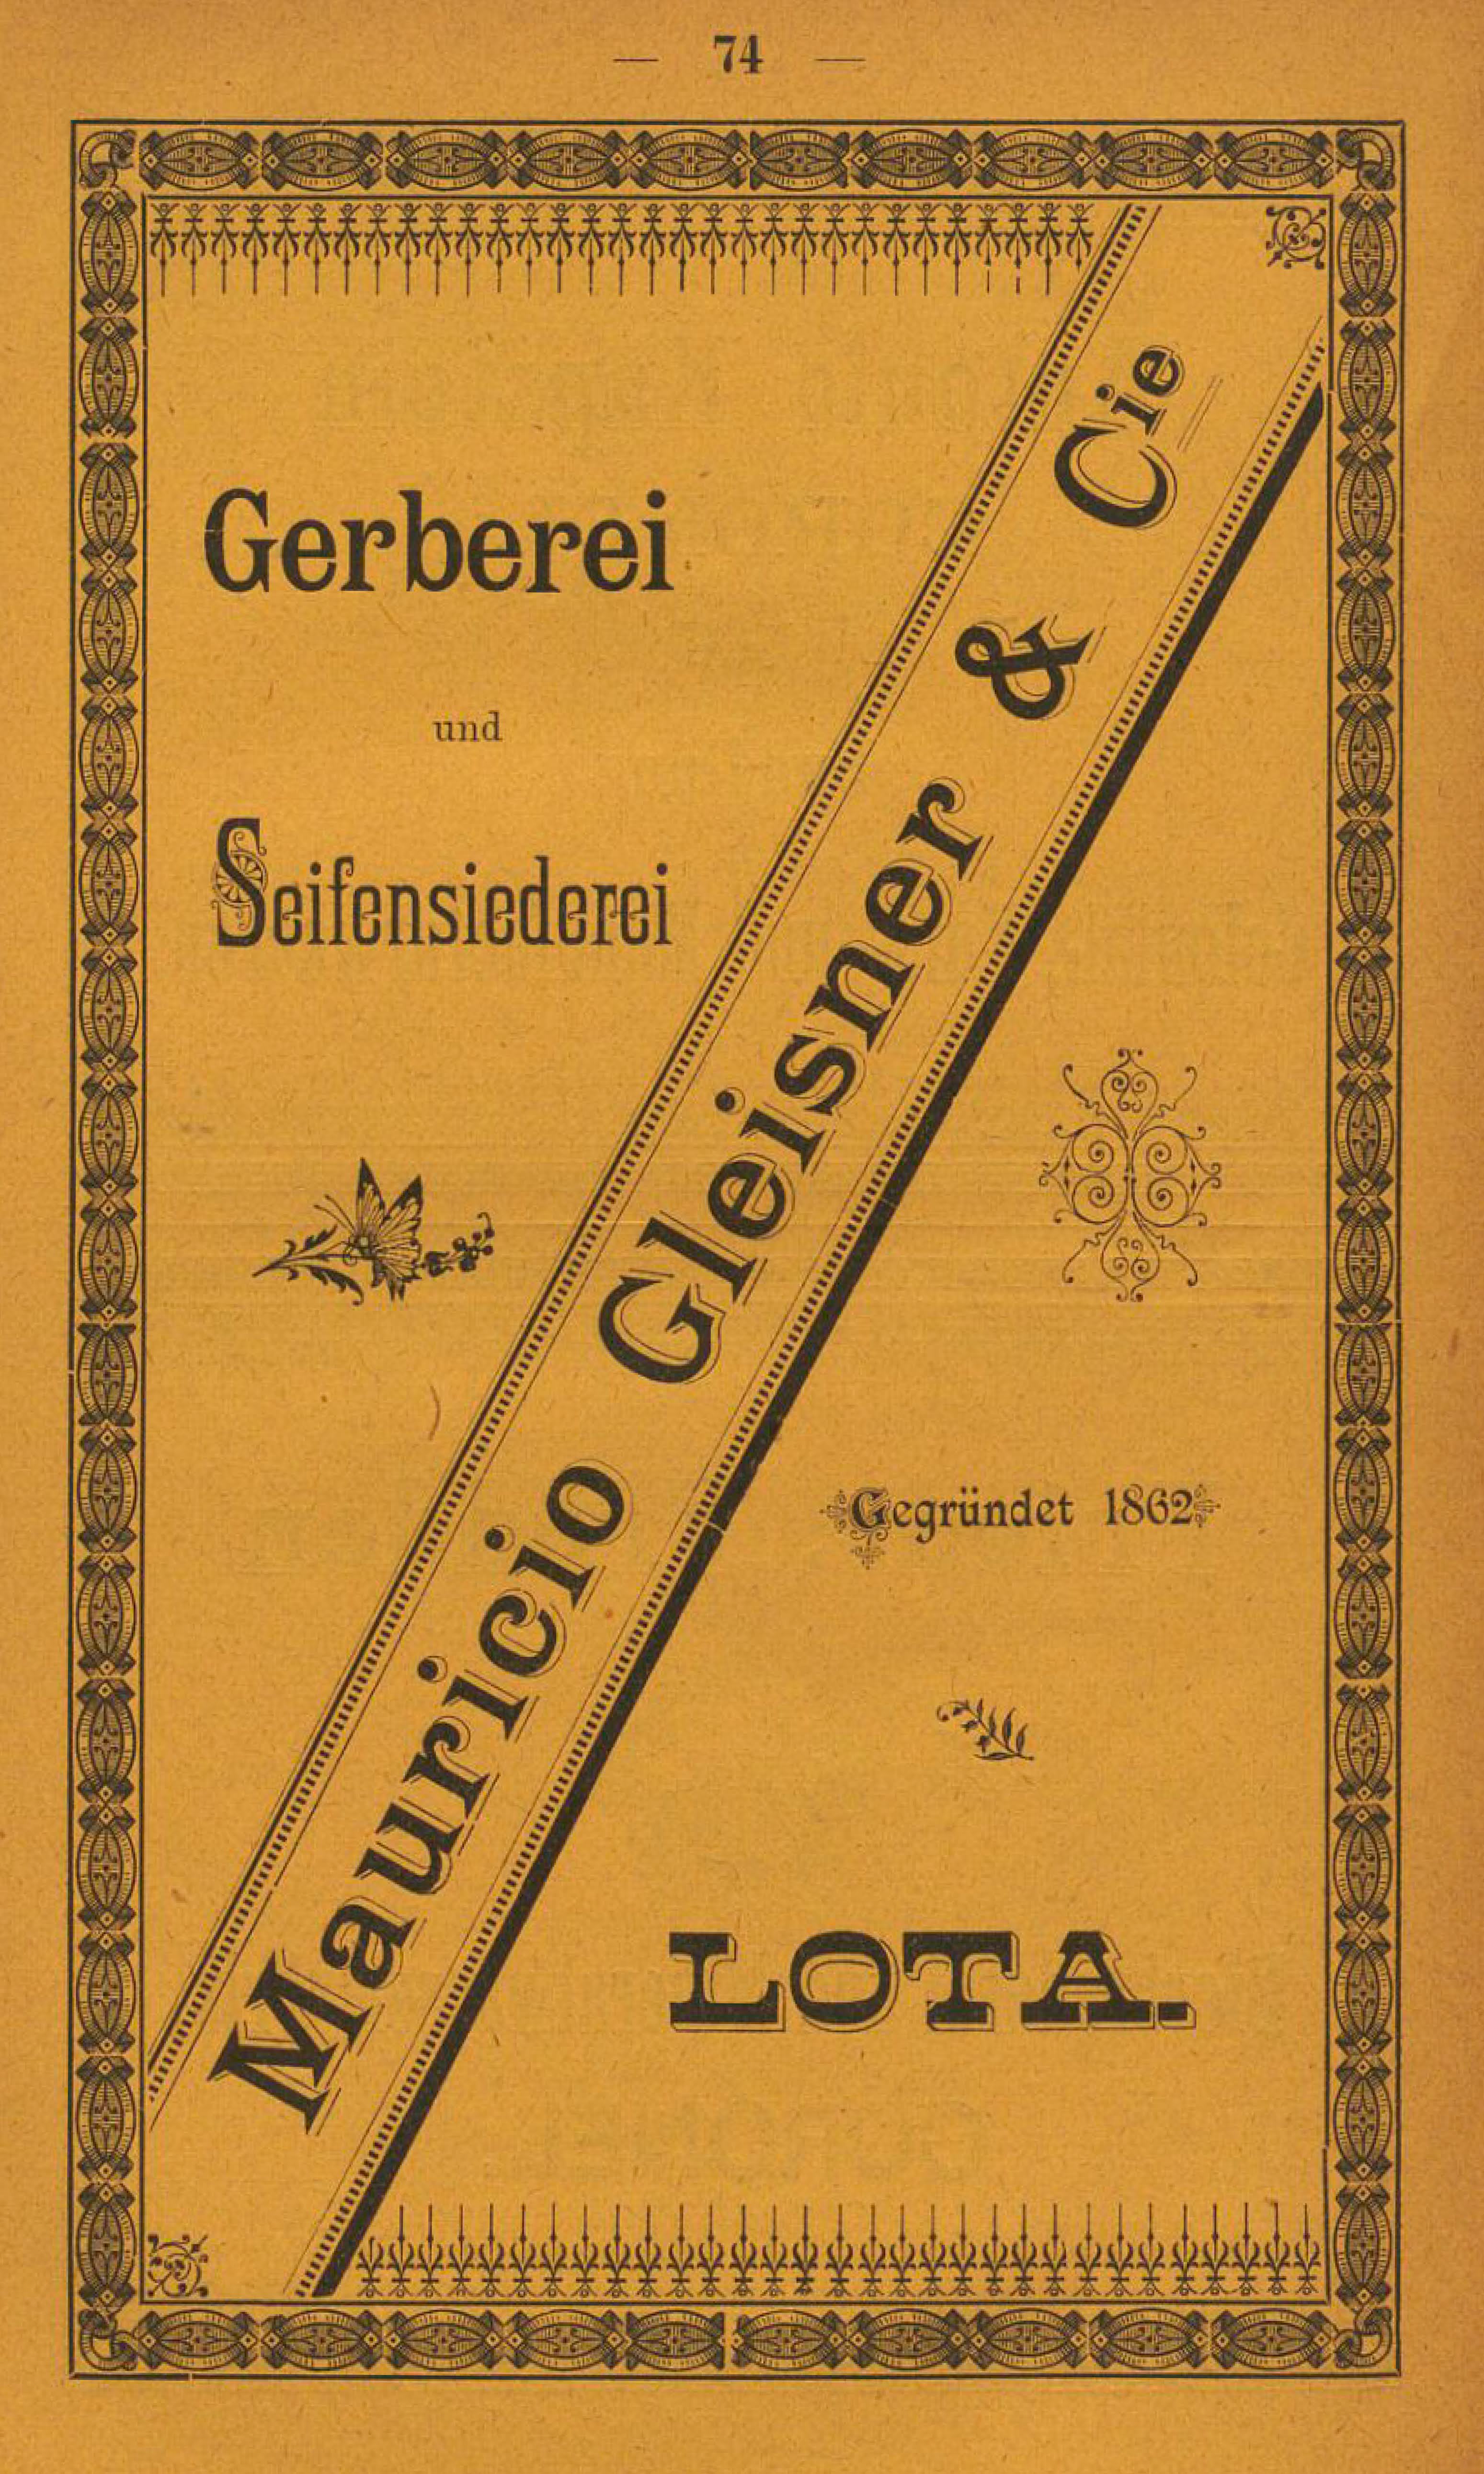 — 74 —
Gerberei
und
Seifensiederei
Mauricio Gleisner & Cie
Gegründet 1862
LOTA.